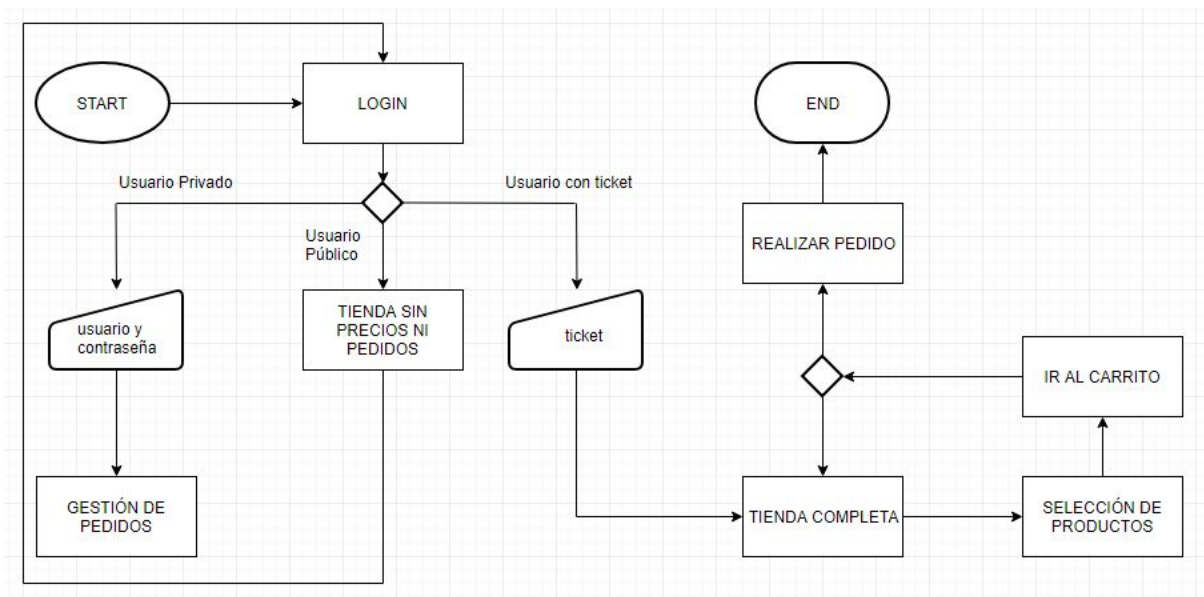 START
LOGIN
END
Usuario Privado
Usuario con ticket
Usuario
Público
REALIZAR PEDIDO
usuario y
contraseña
TIENDA SIN
PRECIOS NI
PEDIDOS
ticket
IR AL CARRITO
GESTIÓN DE
PEDIDOS
TIENDA COMPLETA
SELECCIÓN DE
PRODUCTOS